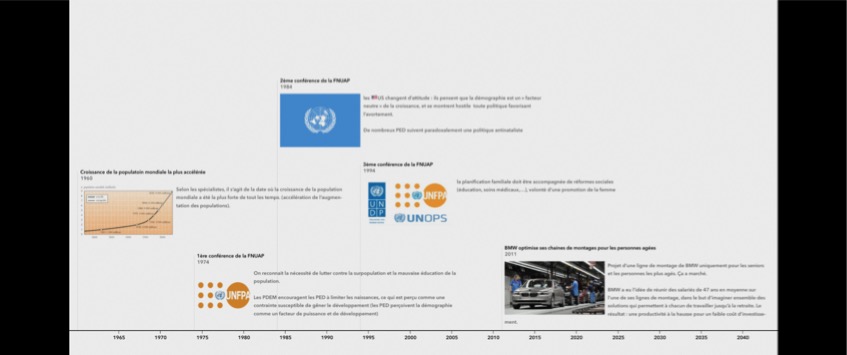 2ème conférence de la FNUAP
1984
les US changent d'attitude : ils pensent que la démographie est un « facteur
neutre » de la croissance, et se montrent hostile toute politique favorisant
l'avortement.
De nombreux PED suivent paradoxalement une politique antinataliste
Croissance de la populatoin mondiale la plus accélérée
1965
Selon les spécialistes, il s'agit de la date où la croissance de la population
mondiale a été la plus forte de tout les temps. (accélération de l'augmen-
tation des populations).
3ème conférence de la FNUAP
1994
la planification familiale doit être accompagnée de réformes sociales
(éducation, soins médicaux,...), volonté d'une promotion de la femme
U N
D P
UNFPA
UNOPS
1ère conférence de la FNUAP
1974
UNFPA
On reconnait la nécessité de lutter contre la surpopulation et la mauvaise éducation de la
population.
Les PDEM encouragent les PED à limiter les naissances, ce qui est perçu comme une
contrainte susceptible de gêner le développement (les PED perçoivent la démographie
comme un facteur de puissance et de développement)
BMW optimise ses chaines de montages pour les personnes agées
2011
Projet d'une ligne de montage de BMW uniquement pour les seniors
et les personnes les plus agés. Ça a marché.
BMW a eu l'idée de réunir des salariés de 47 ans en moyenne sur
l'une de ses lignes de montage, dans le but d'imaginer ensemble des
solutions qui permettent à chacun de travailler jusqu'à la retraite. Le
résultat : une productivité à la hausse pour un faible coût d'investisse-
ment.
1965 1970 1975 1980 1985 1990 1995 2000 2005 2010 2015 2020 2025 2030 2035 2040